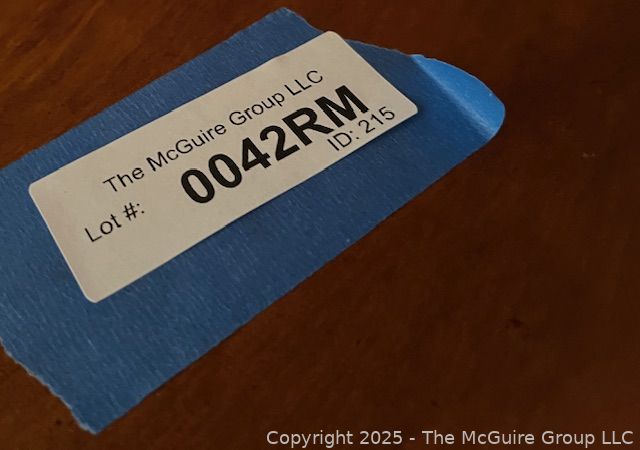 The McGuire Group LLC
Lot #: 0042RM
ID: 215
Copyright 2025 - The McGuire Group LLC